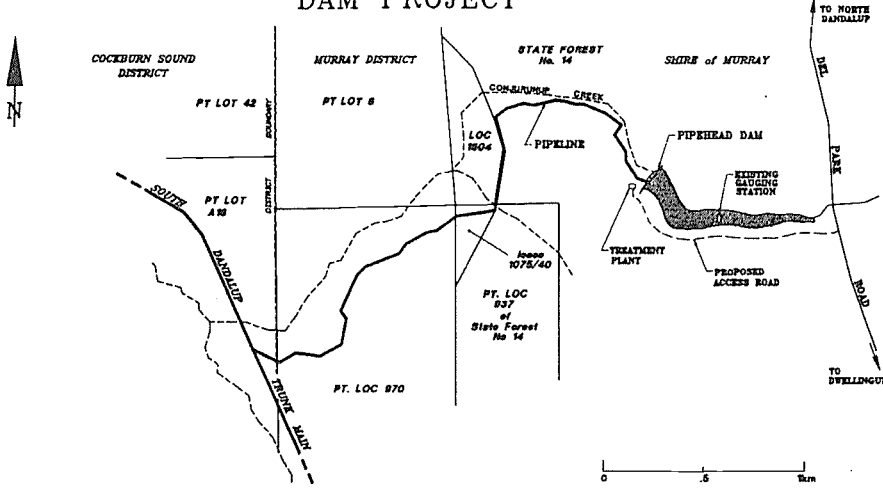 DAM PROJECT
TO NORTH
DANDALUP
COCKBURN SOUND
DISTRICT
MURRAY DISTRICT
STATE FOREST
No. 14
SHIRE of MURRAY
DEL
PARK
ROAD
N
PT LOT 42
BOUNDARY
DISTRICT
PT LOT 6
CONJURUNUP CREEK
LOC
1504
PIPELINE
PIPEHEAD DAM
EXISTING
GAUGING
STATION
SOUTH
DANDALUP
TRUNK MAIN
PT LOT
A13
lease
1075/40
TREATMENT
PLANT
PROPOSED
ACCESS ROAD
PT. LOC
937
of
State Forest
No 14
PT. LOC 970
TO
DWELLINGUP
0 .5 1km